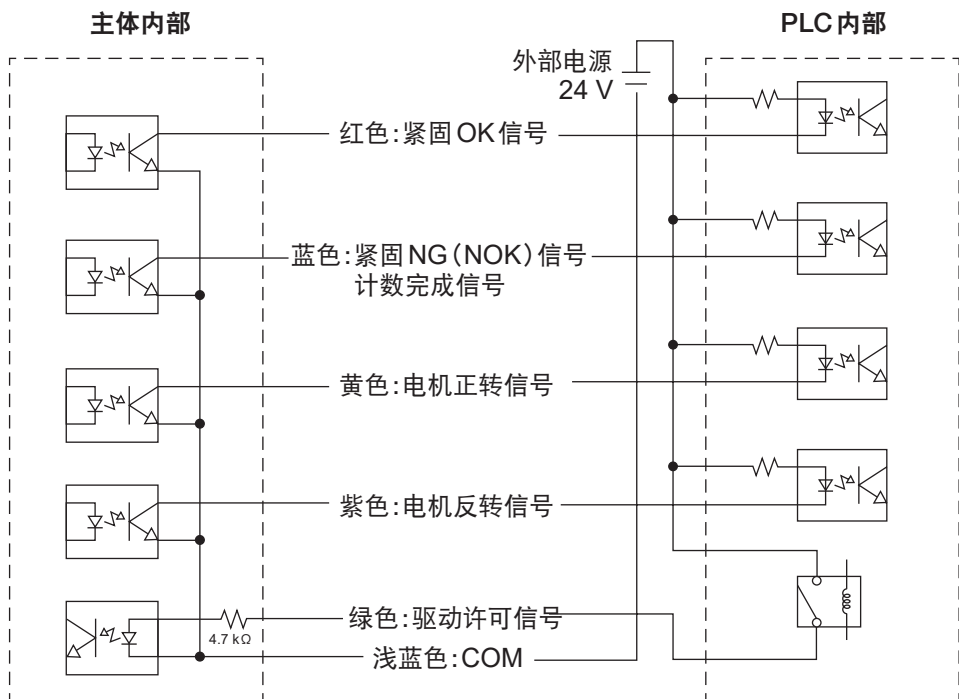 主体内部
PLC内部
外部电源
24 V
红色:紧固OK信号
蓝色:紧固NG(NOK)信号
计数完成信号
黄色:电机正转信号
紫色:电机反转信号
绿色:驱动许可信号
4.7 kΩ
浅蓝色:COM